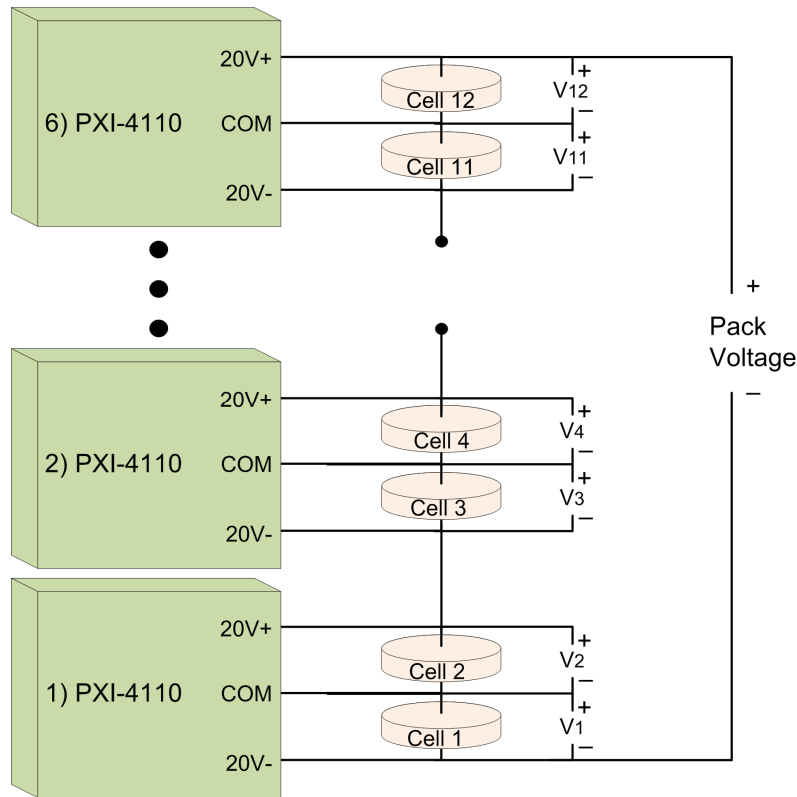 20V+
Cell 12
+
V12
–
6) PXI-4110
COM
+
V11
–
Cell 11
20V-
+
Pack
Voltage
–
20V+
Cell 4
+
V4
–
2) PXI-4110
COM
+
V3
–
Cell 3
20V-
20V+
Cell 2
+
V2
–
1) PXI-4110
COM
+
V1
–
Cell 1
20V-